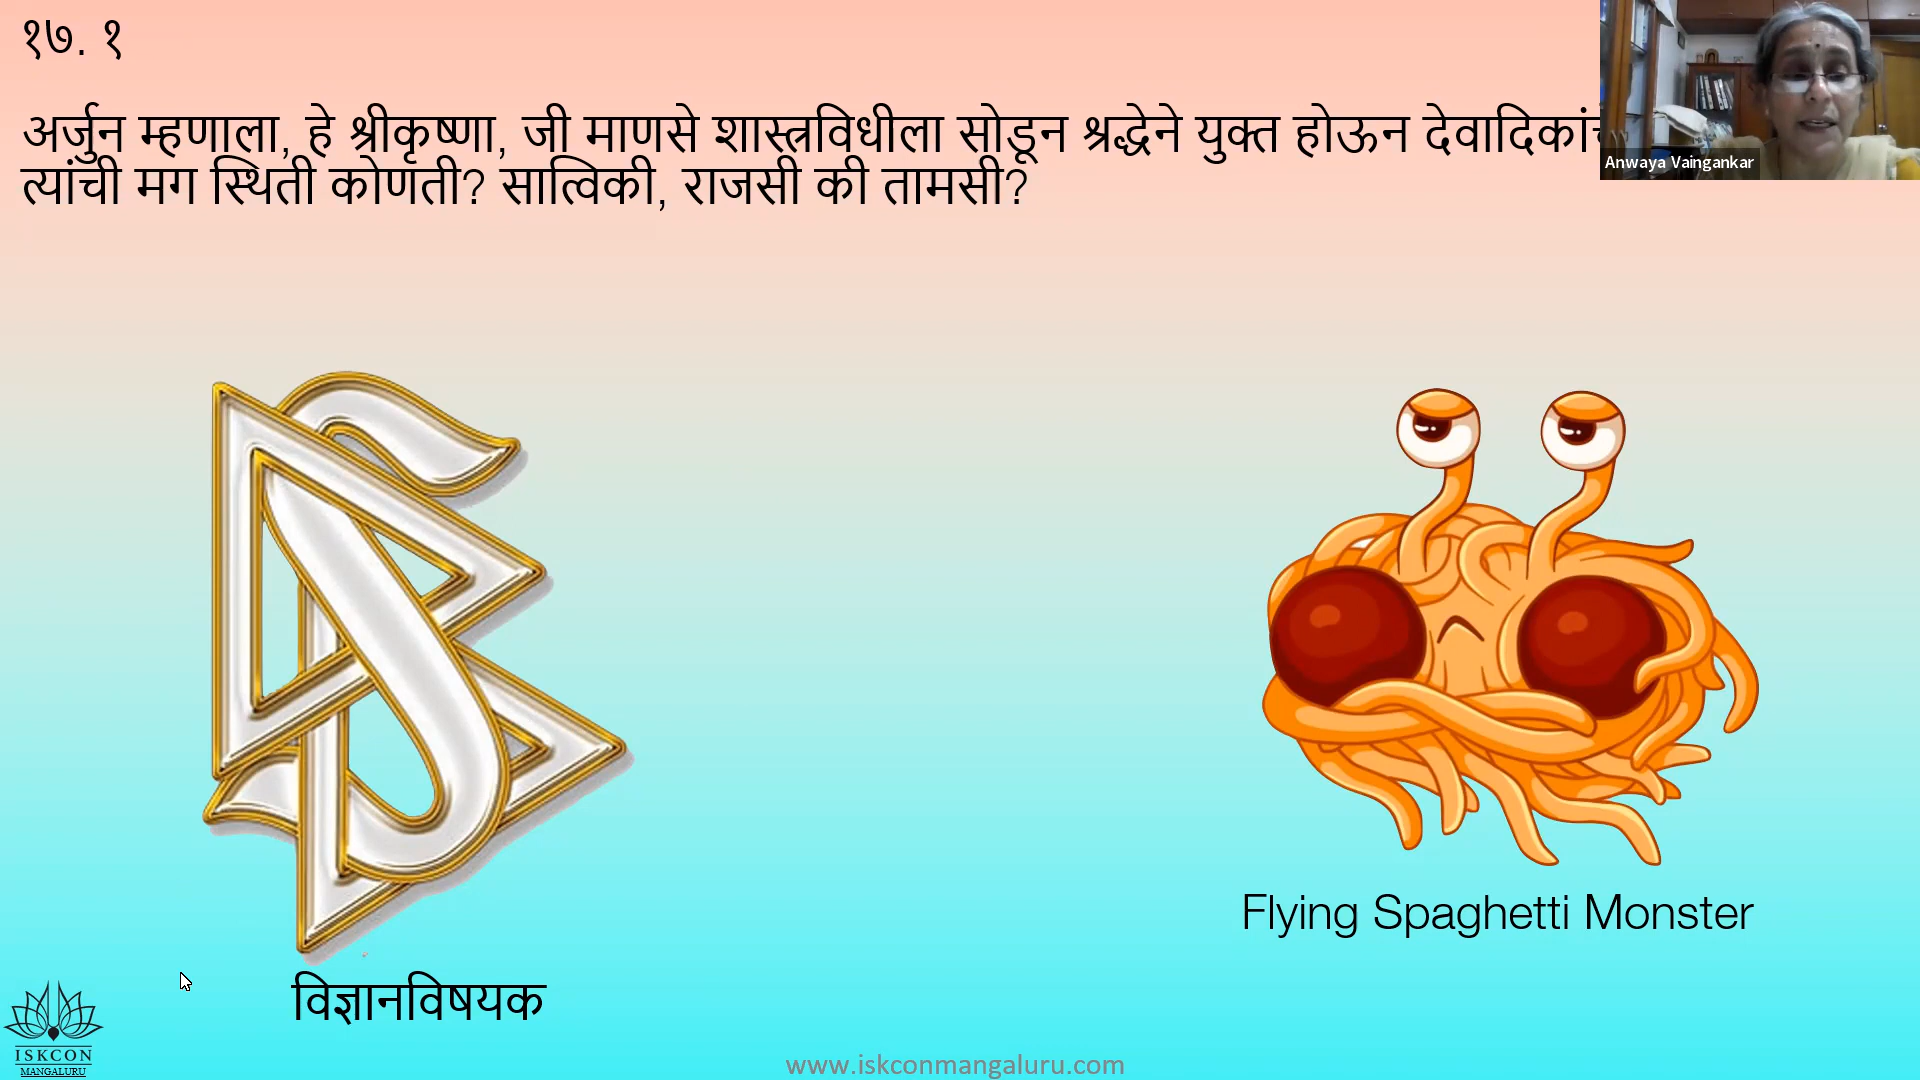 १७. १
अर्जुन म्हणाला, हे श्रीकृष्णा, जी माणसे शास्त्रविधीला सोडून श्रद्धेने युक्त होऊन
त्यांची मग स्थिती कोणती? सात्विकी, राजसी की तामसी?
Anwaya Vaingankar
Flying Spaghetti Monster
विज्ञानविषयक
ISKCON
MANGALURU
www.iskconmangaluru.com